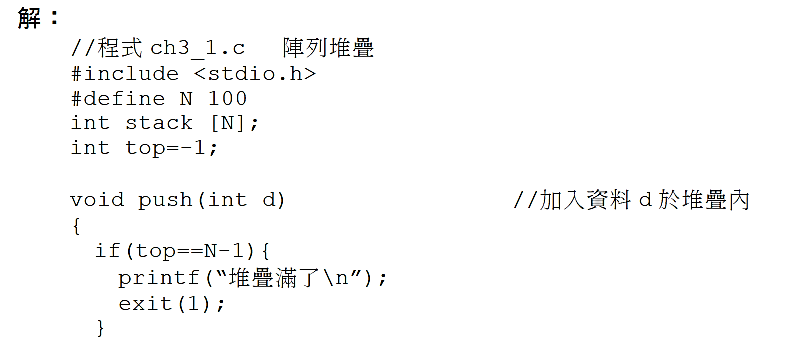 解：
//程式 ch3_1.c 陣列堆疊
#include <stdio.h>
#define N 100
int stack [N];
int top=-1;
void push(int d) //加入資料 d 於堆疊內
{
if(top==N-1){
printf(“堆疊滿了\n”);
exit(1);
}